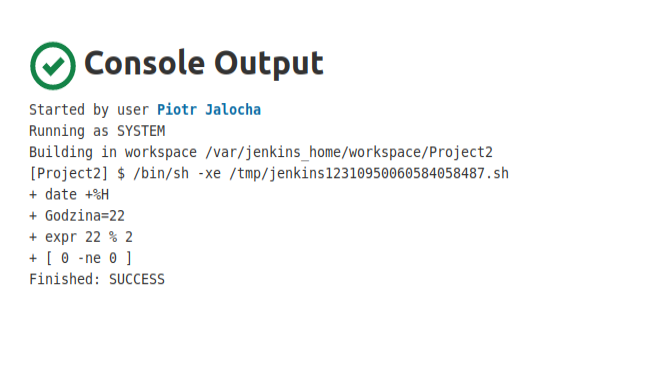 Console Output
Started by user Piotr Jalocha
Running as SYSTEM
Building in workspace /var/jenkins_home/workspace/Project2
[Project2] $ /bin/sh -xe /tmp/jenkins12310950060584058487.sh
+ date +%H
+ Godzina=22
+ expr 22 % 2
+ [ 0 -ne 0 ]
Finished: SUCCESS